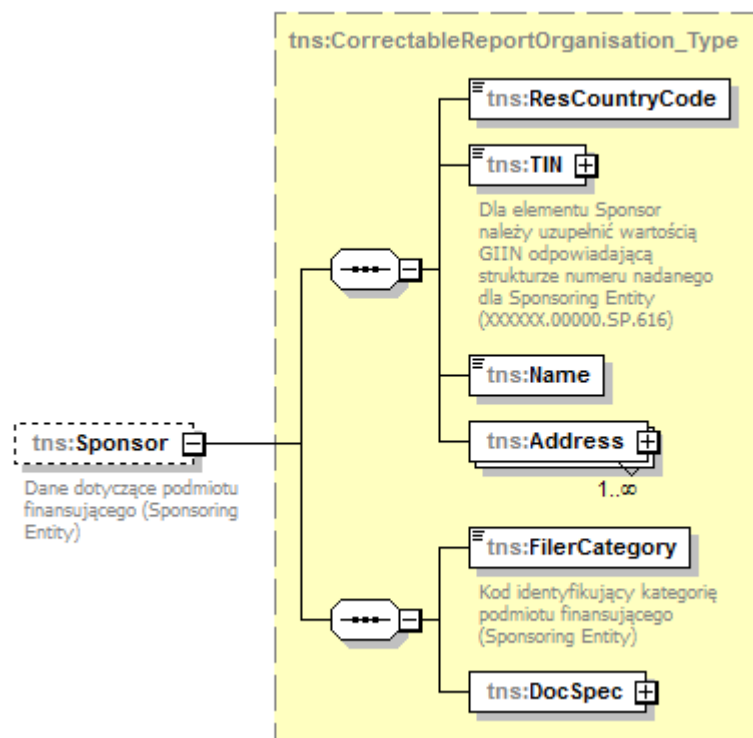 tns:CorrectableReportOrganisation_Type
tns:ResCountryCode
tns:TIN
Dla elementu Sponsor
należy uzupełnić wartością
GIIN odpowiadającą
strukturze numeru nadanego
dla Sponsoring Entity
(XXXXXX.00000.SP.616)
tns:Name
tns:Sponsor
Dane dotyczące podmiotu
finansującego (Sponsoring
Entity)
tns:Address
1..∞
tns:FilerCategory
Kod identyfikujący kategorię
podmiotu finansującego
(Sponsoring Entity)
tns:DocSpec